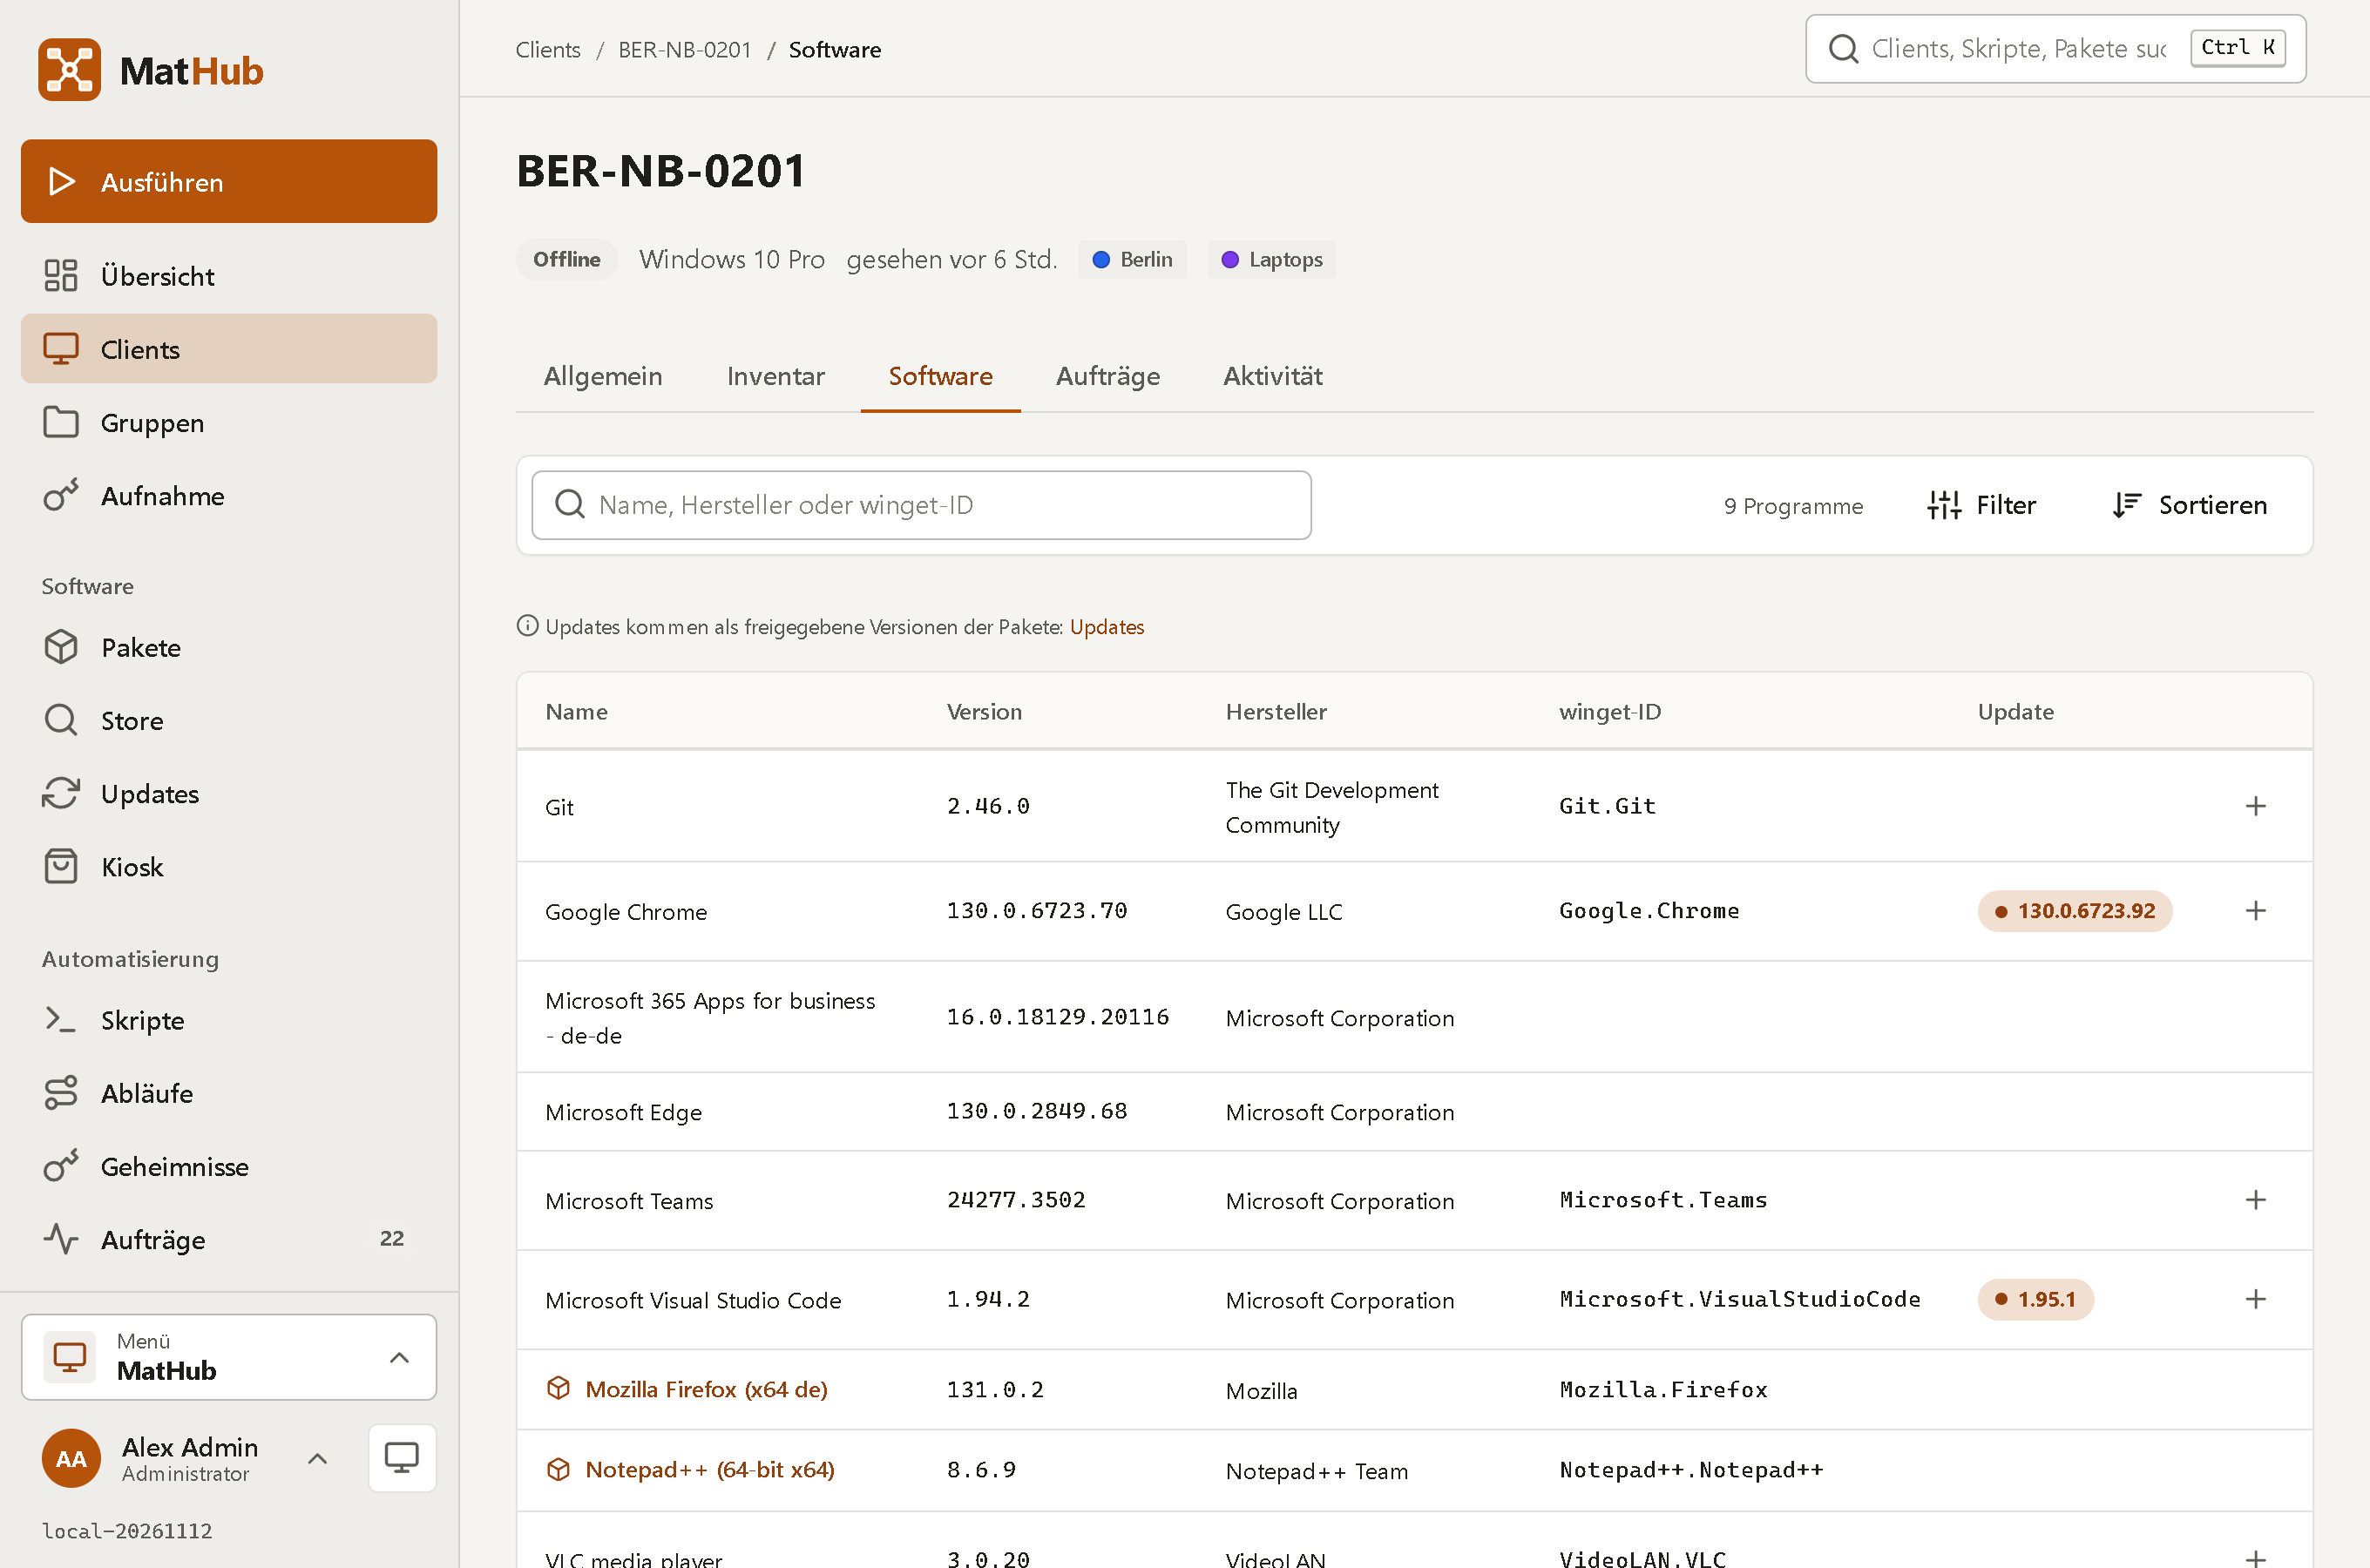 MatHub
Ausführen
Übersicht
Clients
Gruppen
Aufnahme
Software
Pakete
Store
Updates
Kiosk
Automatisierung
Skripte
Abläufe
Geheimnisse
Aufträge 22
Menü
MatHub
AA Alex Admin
Administrator
local-20261112
Clients / BER-NB-0201 / Software
Clients, Skripte, Pakete suc Ctrl K
BER-NB-0201
Offline Windows 10 Pro gesehen vor 6 Std. Berlin Laptops
Allgemein Inventar Software Aufträge Aktivität
Name, Hersteller oder winget-ID 9 Programme Filter Sortieren
Updates kommen als freigegebene Versionen der Pakete: Updates
Name Version Hersteller winget-ID Update
Git 2.46.0 The Git Development Community Git.Git
Google Chrome 130.0.6723.70 Google LLC Google.Chrome 130.0.6723.92
Microsoft 365 Apps for business - de-de 16.0.18129.20116 Microsoft Corporation
Microsoft Edge 130.0.2849.68 Microsoft Corporation
Microsoft Teams 24277.3502 Microsoft Corporation Microsoft.Teams
Microsoft Visual Studio Code 1.94.2 Microsoft Corporation Microsoft.VisualStudioCode 1.95.1
Mozilla Firefox (x64 de) 131.0.2 Mozilla Mozilla.Firefox
Notepad++ (64-bit x64) 8.6.9 Notepad++ Team Notepad++.Notepad++
VLC media player 3.0.20 VideoLAN VideoLAN.VLC